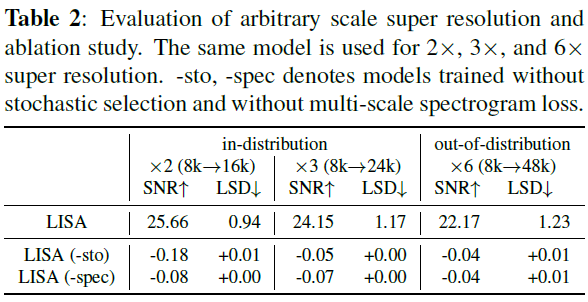 Table 2: Evaluation of arbitrary scale super resolution and
ablation study. The same model is used for 2×, 3×, and 6×
super resolution. -sto, -spec denotes models trained without
stochastic selection and without multi-scale spectrogram loss.
in-distribution out-of-distribution
×2 (8k→16k) ×3 (8k→24k) ×6 (8k→48k)
SNR↑ LSD↓ SNR↑ LSD↓ SNR↑ LSD↓
LISA 25.66 0.94 24.15 1.17 22.17 1.23
LISA (-sto) -0.18 +0.01 -0.05 +0.00 -0.04 +0.01
LISA (-spec) -0.08 +0.00 -0.07 +0.00 -0.04 +0.01